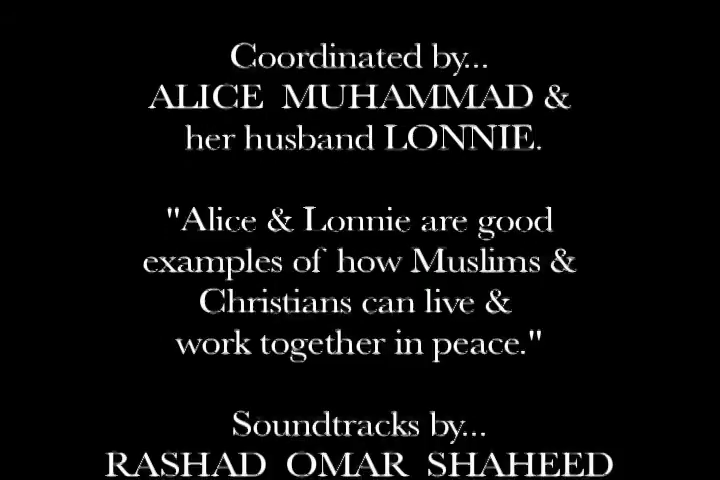 Coordinated by...
ALICE MUHAMMAD &
her husband LONNIE.
"Alice & Lonnie are good
examples of how Muslims &
Christians can live &
work together in peace."
Soundtracks by...
RASHAD OMAR SHAHEED